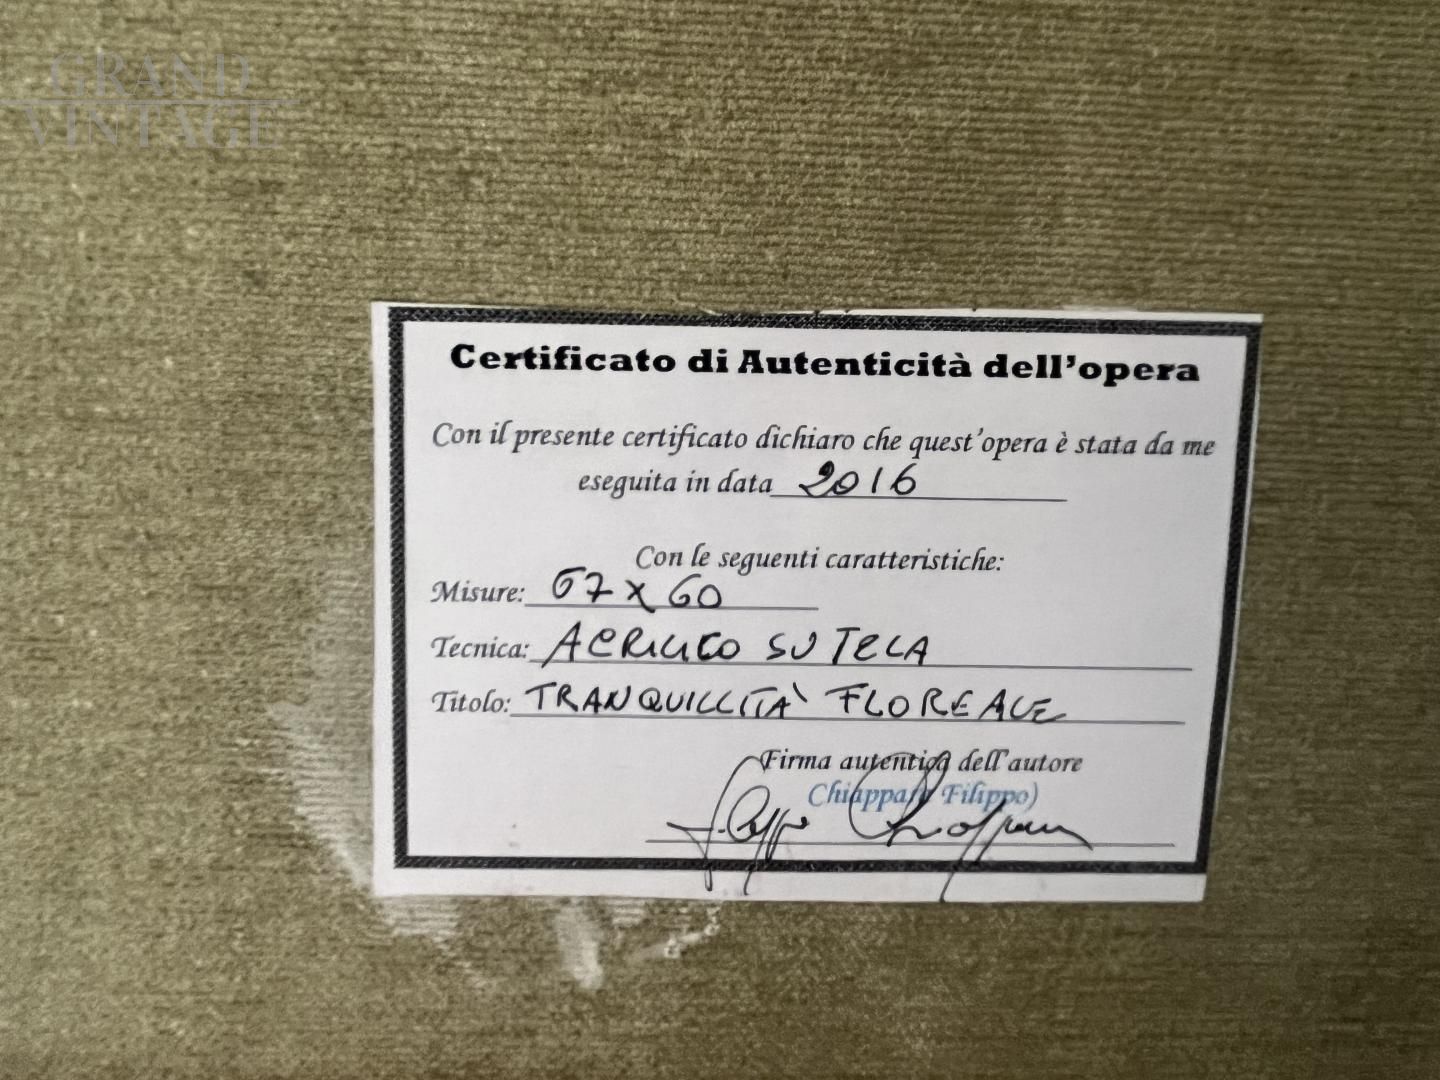 GRAND
VINTAGE
Certificato di Autenticità dell'opera
Con il presente certificato dichiaro che quest'opera è stata da me
eseguita in data 2016
Con le seguenti caratteristiche:
Misure: 67 x 60
Tecnica: ACRILICO SU TELA
Titolo: TRANQUILLITÀ FLOREALE
Firma autentica dell'autore
Filippo)